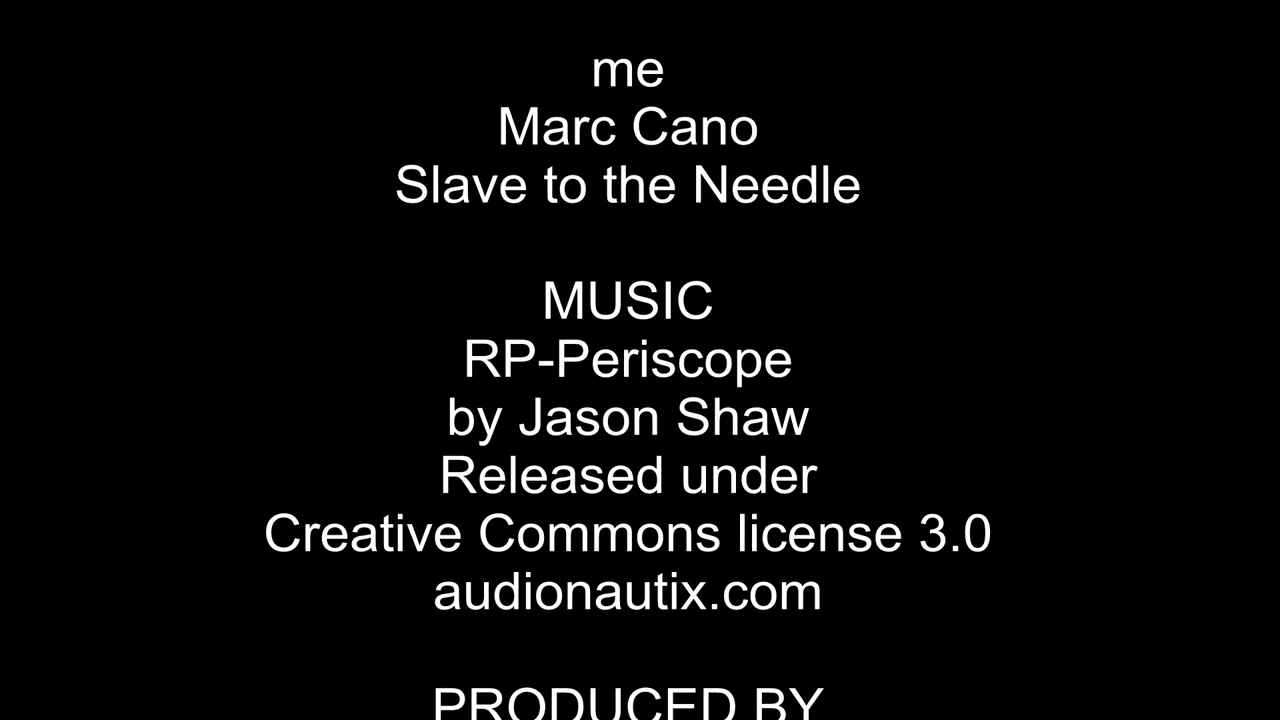 me
Marc Cano
Slave to the Needle
MUSIC
RP-Periscope
by Jason Shaw
Released under
Creative Commons license 3.0
audionautix.com
PRODUCED BY